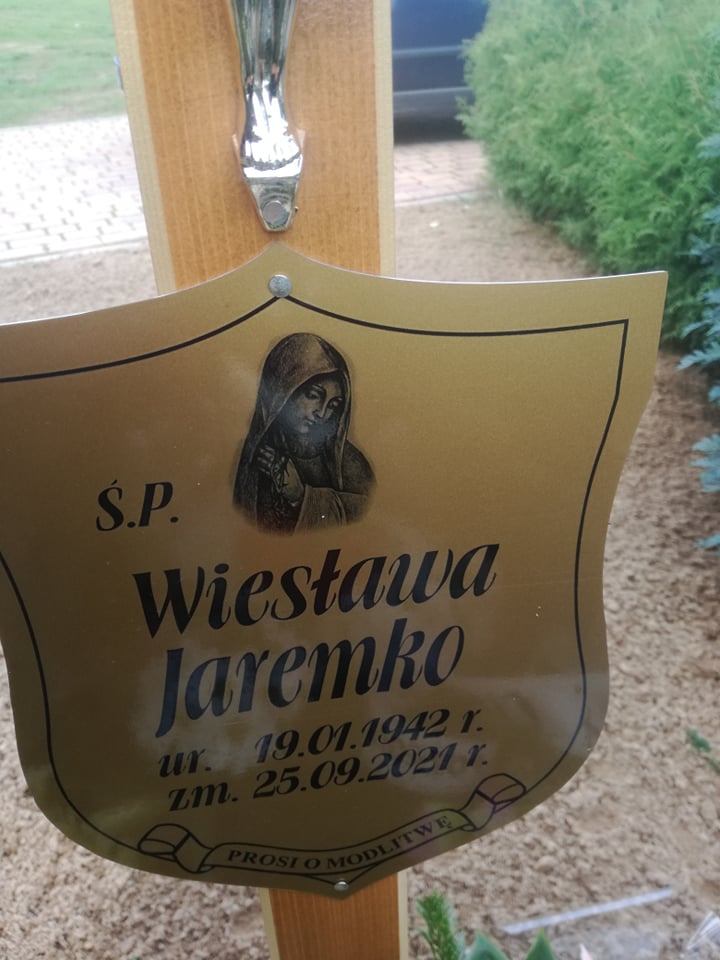 Ś.P.
Wiesława
Jaremko
ur. 19.01.1942 r.
zm. 25.09.2021 r.
PROSI O MODLITWĘ